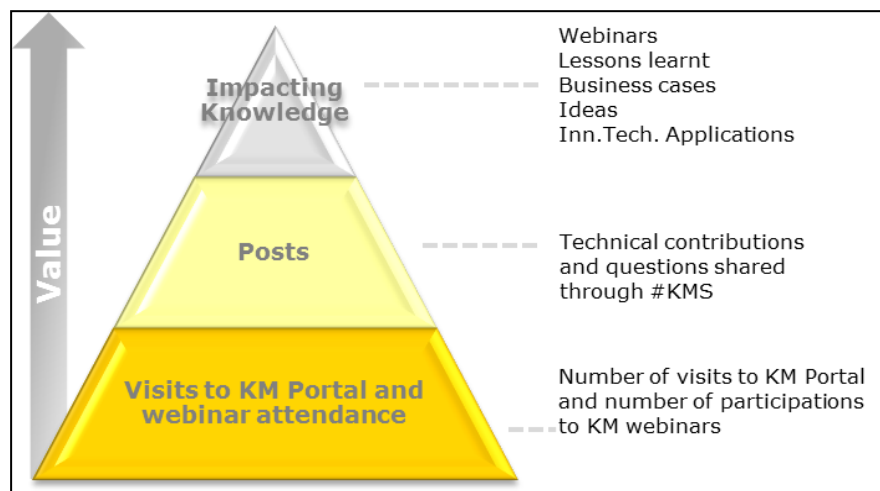 Value
Impacting
Knowledge
Webinars
Lessons learnt
Business cases
Ideas
Inn.Tech. Applications
Posts
Technical contributions
and questions shared
through #KMS
Visits to KM Portal and
webinar attendance
Number of visits to KM Portal
and number of participations
to KM webinars